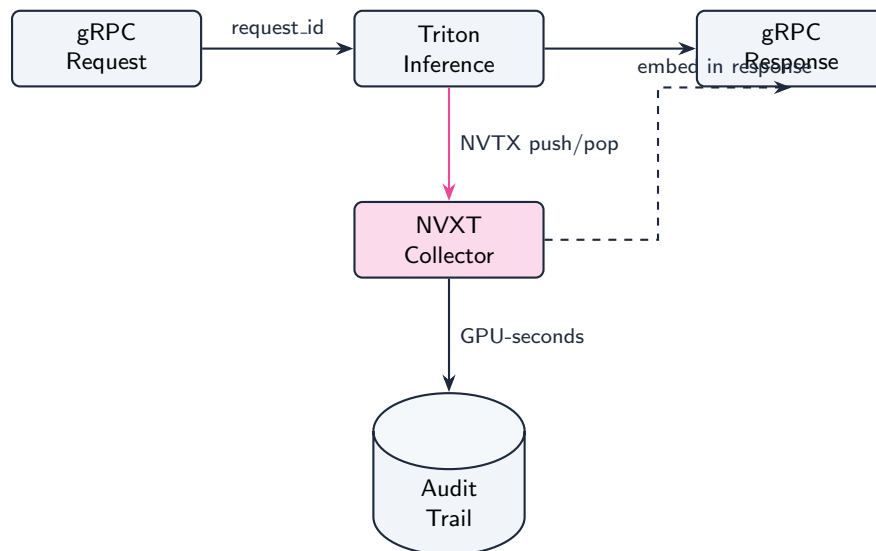 gRPC
Request
request_id
Triton
Inference
gRPC
Response
embed in response
NVTX push/pop
NVXT
Collector
GPU-seconds
Audit
Trail